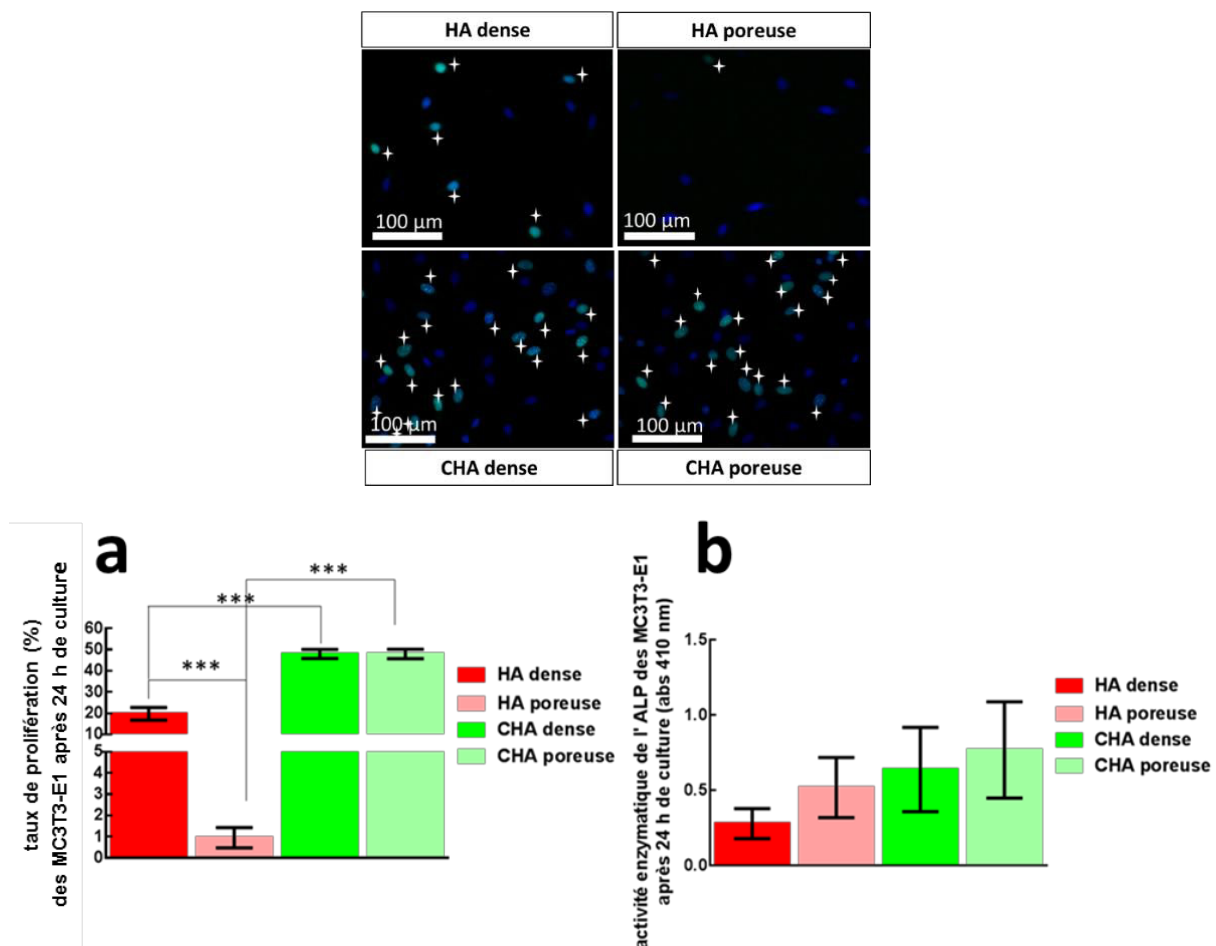 HA dense
HA poreuse
100 µm
100 µm
100 µm
100 µm
CHA dense
CHA poreuse
a
taux de prolifération (%)
des MC3T3-E1 après 24 h de culture
***
***
***
60
50
40
30
20
10
5
4
3
2
1
0
HA dense
HA poreuse
CHA dense
CHA poreuse
b
activité enzymatique de l' ALP des MC3T3-E1
après 24 h de culture (abs 410 nm)
1.5
1.0
0.5
0.0
HA dense
HA poreuse
CHA dense
CHA poreuse